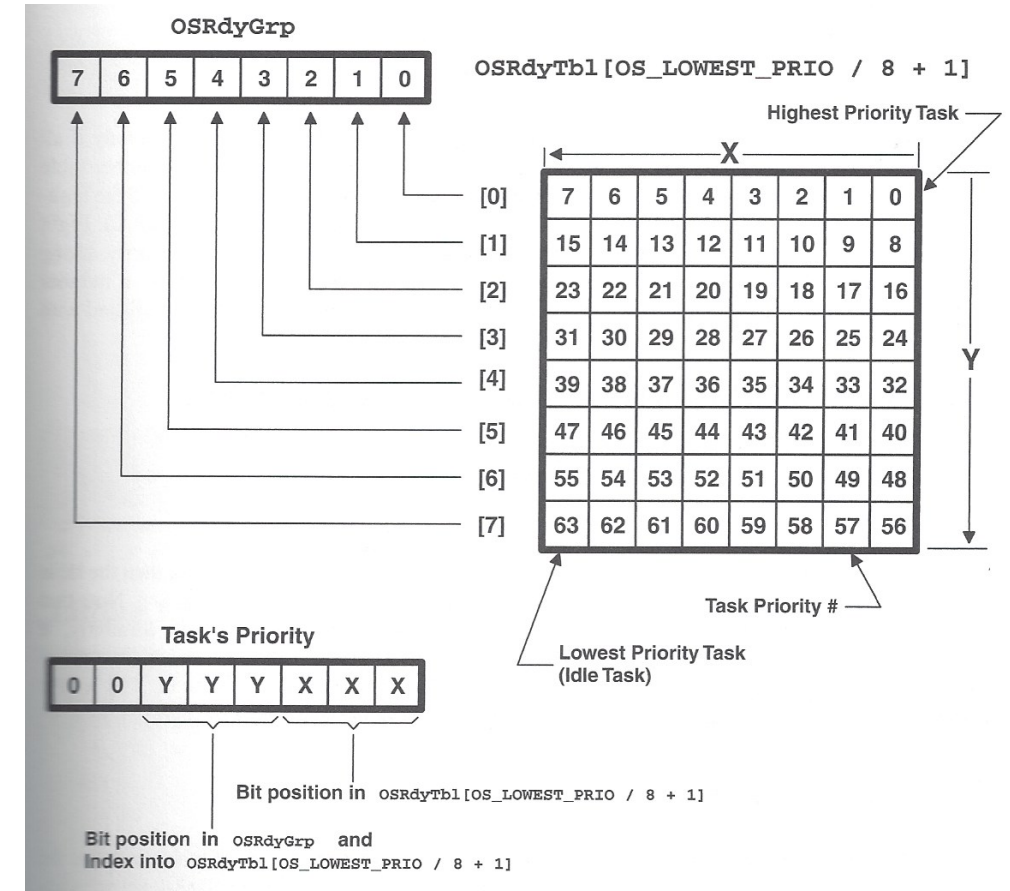 OSRdyGrp
7 6 5 4 3 2 1 0
OSRdyTbl[OS_LOWEST_PRIO / 8 + 1]
Highest Priority Task
X
[0] 7 6 5 4 3 2 1 0
[1] 15 14 13 12 11 10 9 8
[2] 23 22 21 20 19 18 17 16
[3] 31 30 29 28 27 26 25 24
Y
[4] 39 38 37 36 35 34 33 32
[5] 47 46 45 44 43 42 41 40
[6] 55 54 53 52 51 50 49 48
[7] 63 62 61 60 59 58 57 56
Task Priority #
Lowest Priority Task
(Idle Task)
Task's Priority
0 0 Y Y Y X X X
Bit position in OSRdyTbl[OS_LOWEST_PRIO / 8 + 1]
Bit position in OSRdyGrp and
Index into OSRdyTbl[OS_LOWEST_PRIO / 8 + 1]